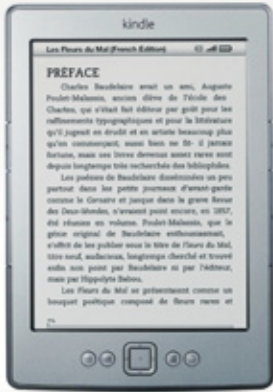 kindle
Les Fleurs du Mal (French Edition)
PRÉFACE
Charles Baudelaire avait un ami, Auguste
Poulet-Malassis, ancien élève de l'école des
Chartes, qui s'était fait éditeur par goût pour les
raffinements typographiques et pour la littérature
qu'il jugeait en érudit et en artiste beaucoup plus
qu'en commerçant; aussi bien ne fit- il jamais
fortune, mais ses livres devenus assez rares sont
depuis longtemps très recherchés des bibliophiles.
Les poésies de Baudelaire disséminées un peu
partout dans les petits journaux d'avant-garde
comme le Corsaire et jusque dans la grave Revue
des Deux-Mondes, n'avaient point encore, en 1857,
été réunies en volume. Poulet-Malassis, que le
génie original de Baudelaire enthousiasmait,
s'offrit de les publier sous le titre de Fleurs du Mal,
titre neuf, audacieux, longtemps cherché et trouvé
enfin non point par Baudelaire ni par l'éditeur,
mais par Hippolyte Babou.
Les Fleurs du Mal se présentaient comme un
bouquet poétique composé de fleurs rares et